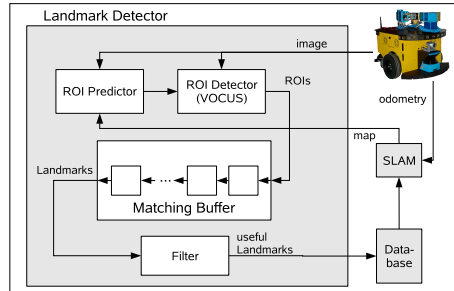 Landmark Detector
image
ROI Predictor
ROI Detector
(VOCUS)
ROIs
odometry
map
SLAM
Landmarks
...
Matching Buffer
Filter
useful
Landmarks
Data-
base